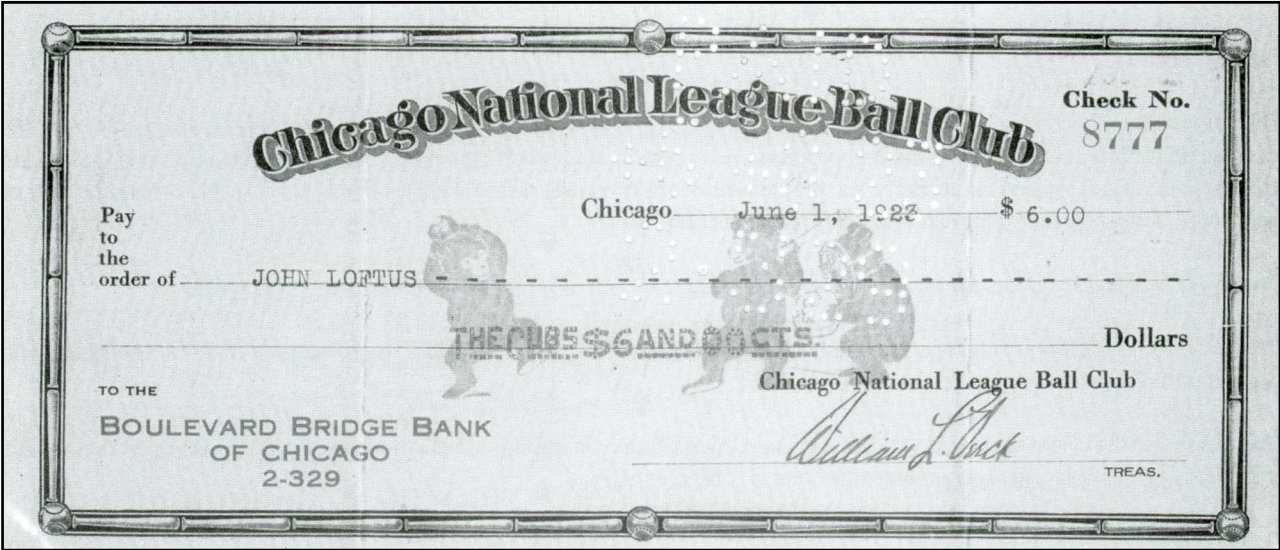 Chicago National League Ball Club
Check No.
8777
Chicago June 1, 1923 $ 6.00
Pay
to
the
order of JOHN LOFTUS
THE CUBS $6 AND 00 CTS. Dollars
Chicago National League Ball Club
TO THE
BOULEVARD BRIDGE BANK
OF CHICAGO
2-329
William L. Veeck
TREAS.